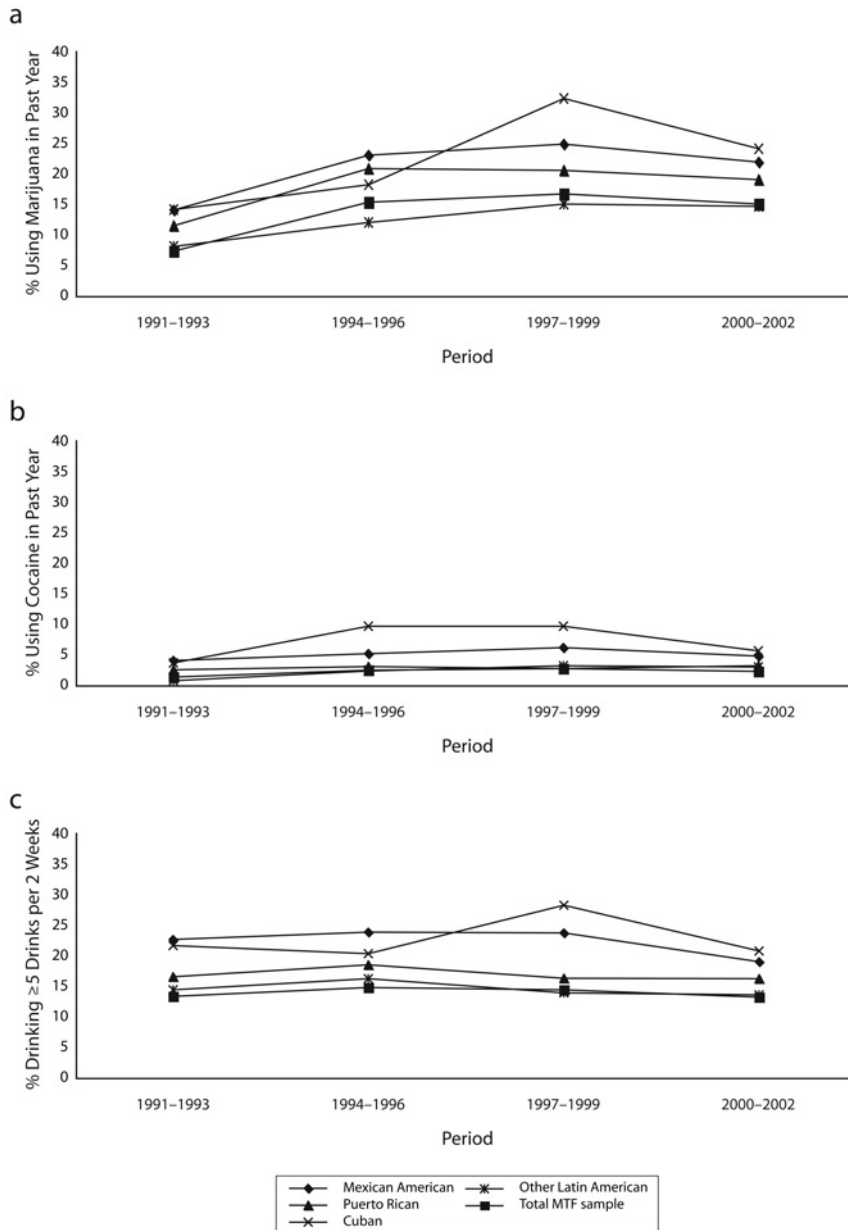 a
% Using Marijuana in Past Year
40
35
30
25
20
15
10
5
0
1991–1993 1994–1996 1997–1999 2000–2002
Period
b
% Using Cocaine in Past Year
40
35
30
25
20
15
10
5
0
1991–1993 1994–1996 1997–1999 2000–2002
Period
c
% Drinking ≥5 Drinks per 2 Weeks
40
35
30
25
20
15
10
5
0
1991–1993 1994–1996 1997–1999 2000–2002
Period
Mexican American Other Latin American
Puerto Rican Total MTF sample
Cuban